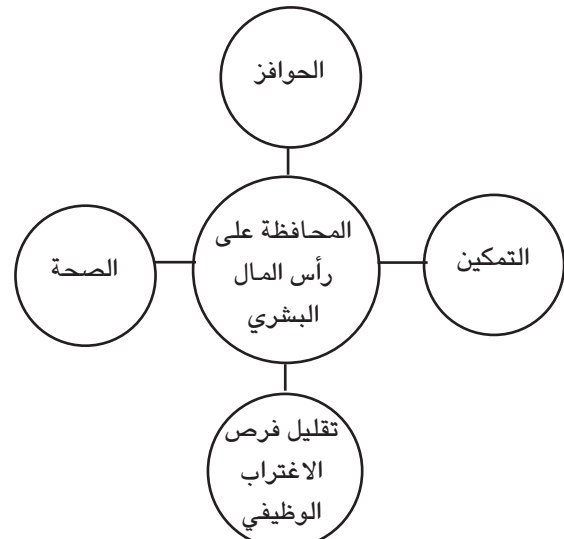 الحوافز
التمكين
المحافظة على
رأس المال
البشري
الصحة
تقليل فرص
الاغتراب
الوظيفي